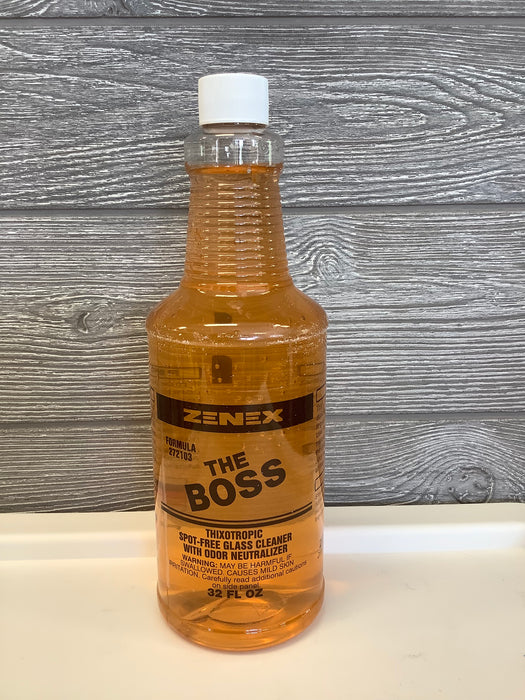 ZENEX
FORMULA
272103
THE
BOSS
THIXOTROPIC
SPOT-FREE GLASS CLEANER
WITH ODOR NEUTRALIZER
WARNING: MAY BE HARMFUL IF
SWALLOWED. CAUSES MILD SKIN
IRRITATION. Carefully read additional cautions
on side panel.
32 FL OZ